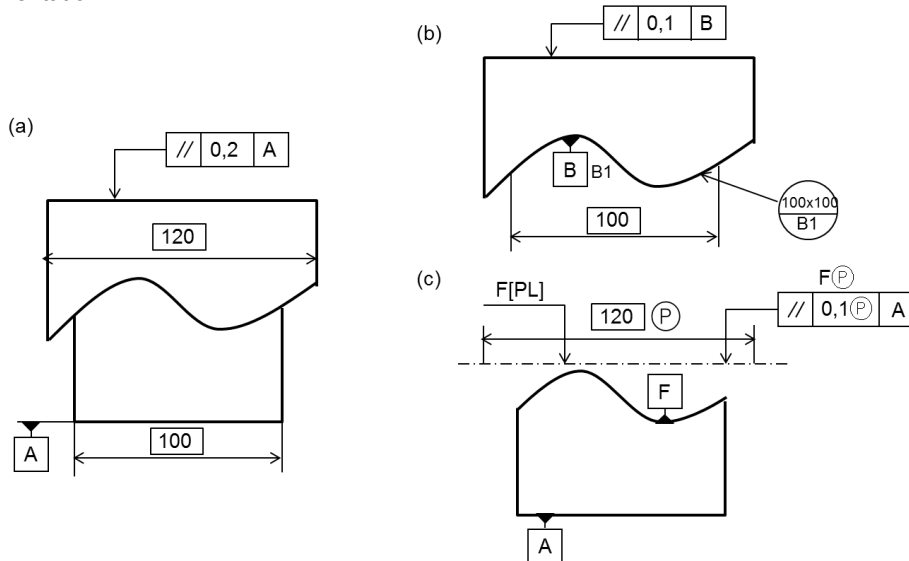 (a)
// 0,2 A
120
A
100
(b)
// 0,1 B
B B1
100
100x100
B1
(c)
F[PL]
120 Ⓟ
FⓅ
// 0,1Ⓟ A
F
A